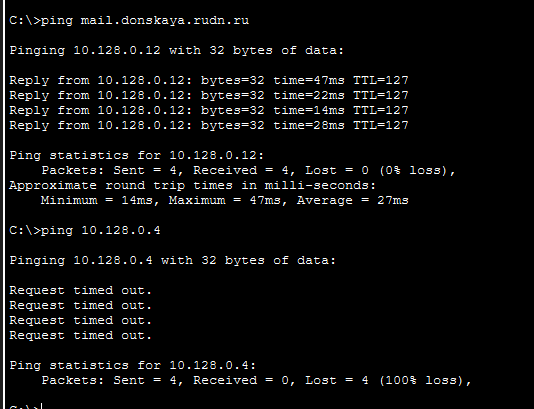 C:\>ping mail.donskaya.rudn.ru
Pinging 10.128.0.12 with 32 bytes of data:
Reply from 10.128.0.12: bytes=32 time=47ms TTL=127
Reply from 10.128.0.12: bytes=32 time=22ms TTL=127
Reply from 10.128.0.12: bytes=32 time=14ms TTL=127
Reply from 10.128.0.12: bytes=32 time=28ms TTL=127
Ping statistics for 10.128.0.12:
Packets: Sent = 4, Received = 4, Lost = 0 (0% loss),
Approximate round trip times in milli-seconds:
Minimum = 14ms, Maximum = 47ms, Average = 27ms
C:\>ping 10.128.0.4
Pinging 10.128.0.4 with 32 bytes of data:
Request timed out.
Request timed out.
Request timed out.
Request timed out.
Ping statistics for 10.128.0.4:
Packets: Sent = 4, Received = 0, Lost = 4 (100% loss),
C:\>